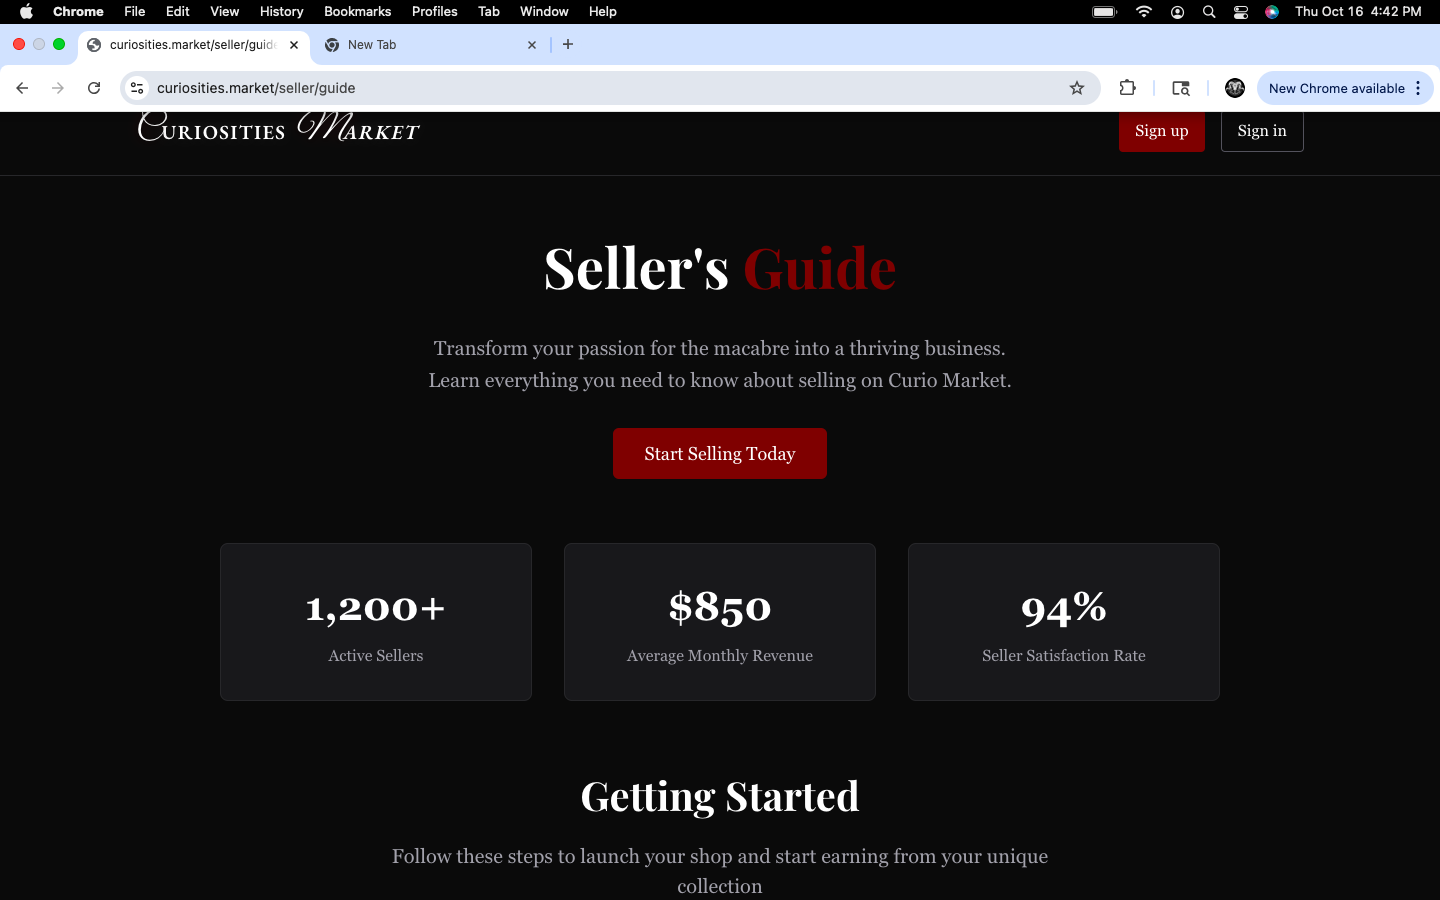 Chrome File Edit View History Bookmarks Profiles Tab Window Help Thu Oct 16 4:42 PM
curiosities.market/seller/guid New Tab
curiosities.market/seller/guide New Chrome available
Curiosities Market Sign up Sign in
Seller's Guide
Transform your passion for the macabre into a thriving business.
Learn everything you need to know about selling on Curio Market.
Start Selling Today
1,200+ $850 94%
Active Sellers Average Monthly Revenue Seller Satisfaction Rate
Getting Started
Follow these steps to launch your shop and start earning from your unique
collection